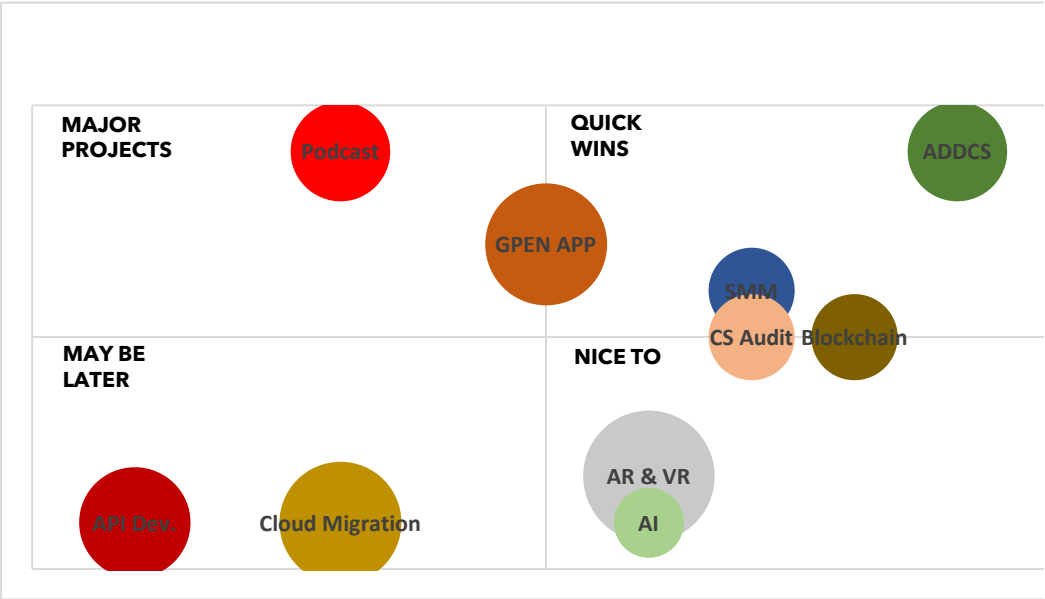 MAJOR
PROJECTS
Podcast
QUICK
WINS
ADDCS
GPEN APP
SMM
CS Audit
Blockchain
MAY BE
LATER
NICE TO
AR & VR
API Dev.
Cloud Migration
AI